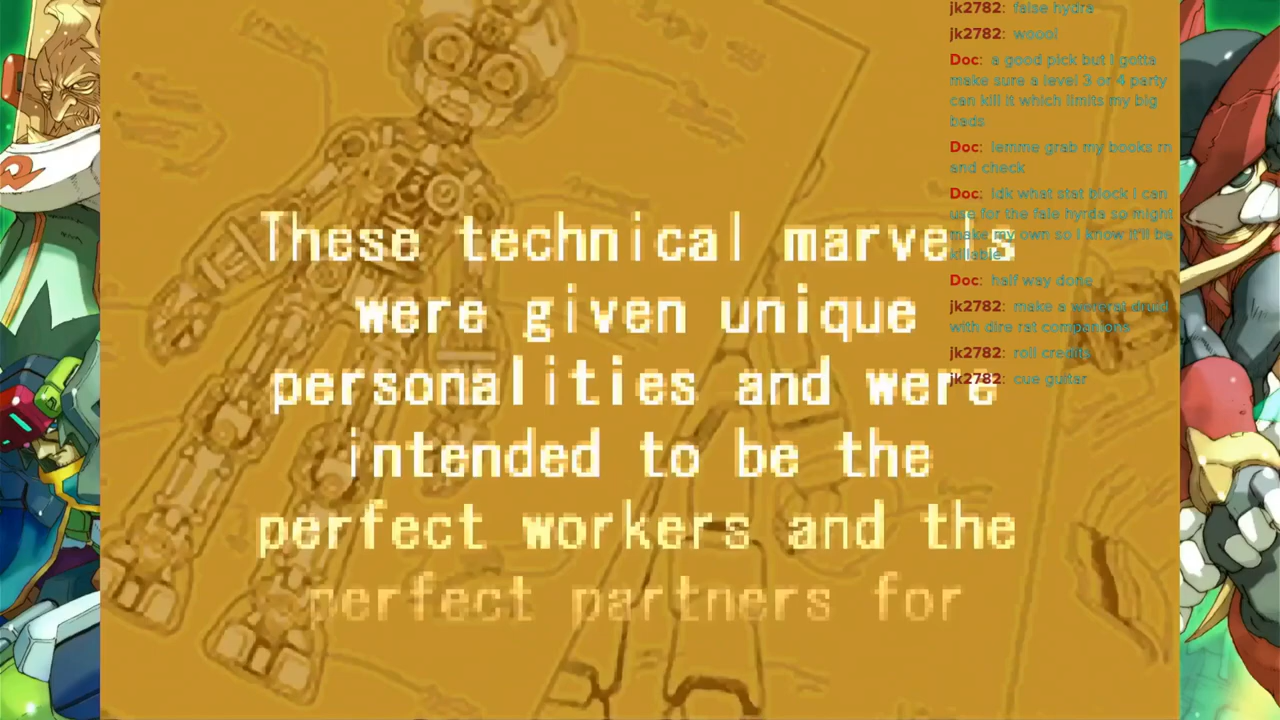 These technical marvels
were given unique
personalities and were
intended to be the
perfect workers and the
perfect partners for
jk2782: false hydra
jk2782: wooo!
Doc: a good pick but I gotta
make sure a level 3 or 4 party
can kill it which limits my big
bads
Doc: lemme grab my books rn
and check
Doc: idk what stat block I can
use for the fale hyrda so might
make my own so I know it'll be
killable
Doc: half way done
jk2782: make a wererat druid
with dire rat companions
jk2782: roll credits
jk2782: cue guitar